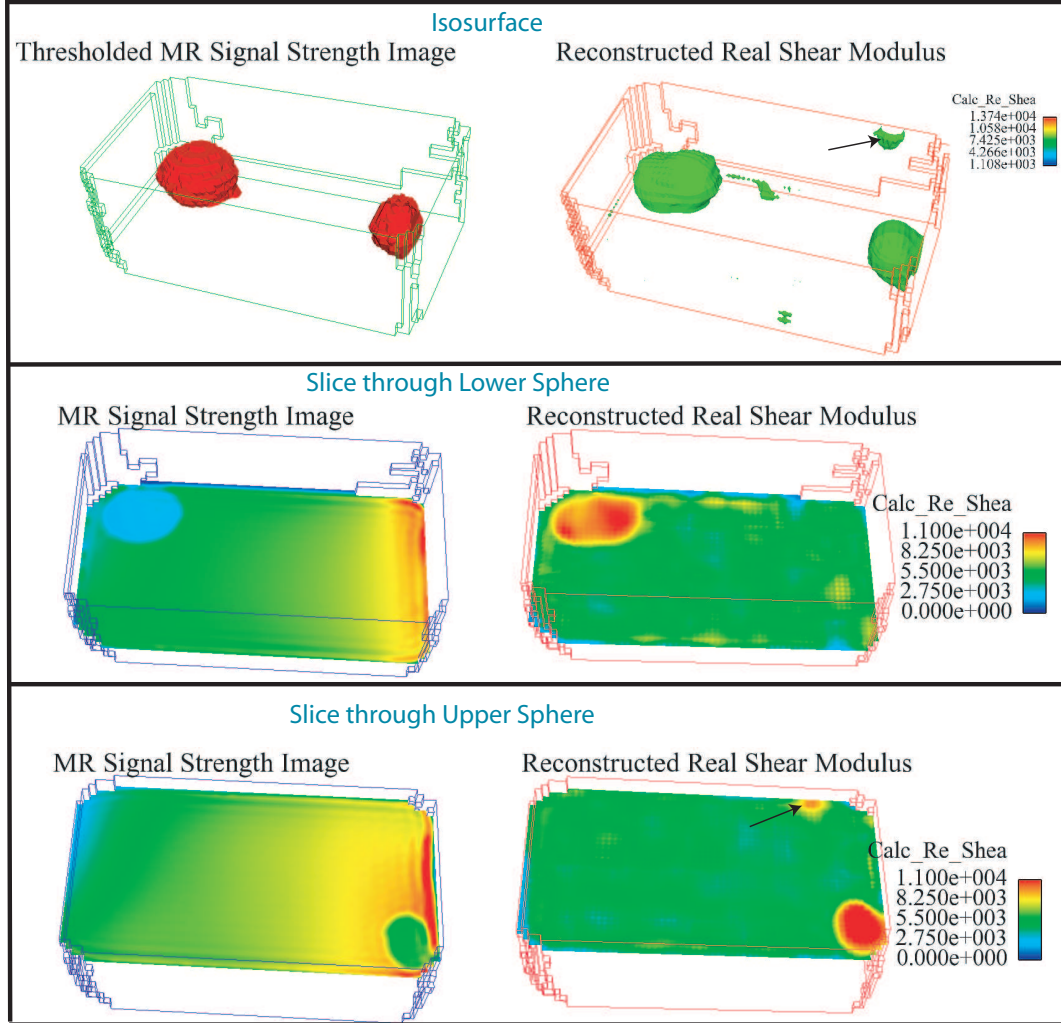 Isosurface
Thresholded MR Signal Strength Image
Reconstructed Real Shear Modulus
Calc_Re_Shea
1.374e+004
1.058e+004
7.425e+003
4.266e+003
1.108e+003
Slice through Lower Sphere
MR Signal Strength Image
Reconstructed Real Shear Modulus
Calc_Re_Shea
1.100e+004
8.250e+003
5.500e+003
2.750e+003
0.000e+000
Slice through Upper Sphere
MR Signal Strength Image
Reconstructed Real Shear Modulus
Calc_Re_Shea
1.100e+004
8.250e+003
5.500e+003
2.750e+003
0.000e+000